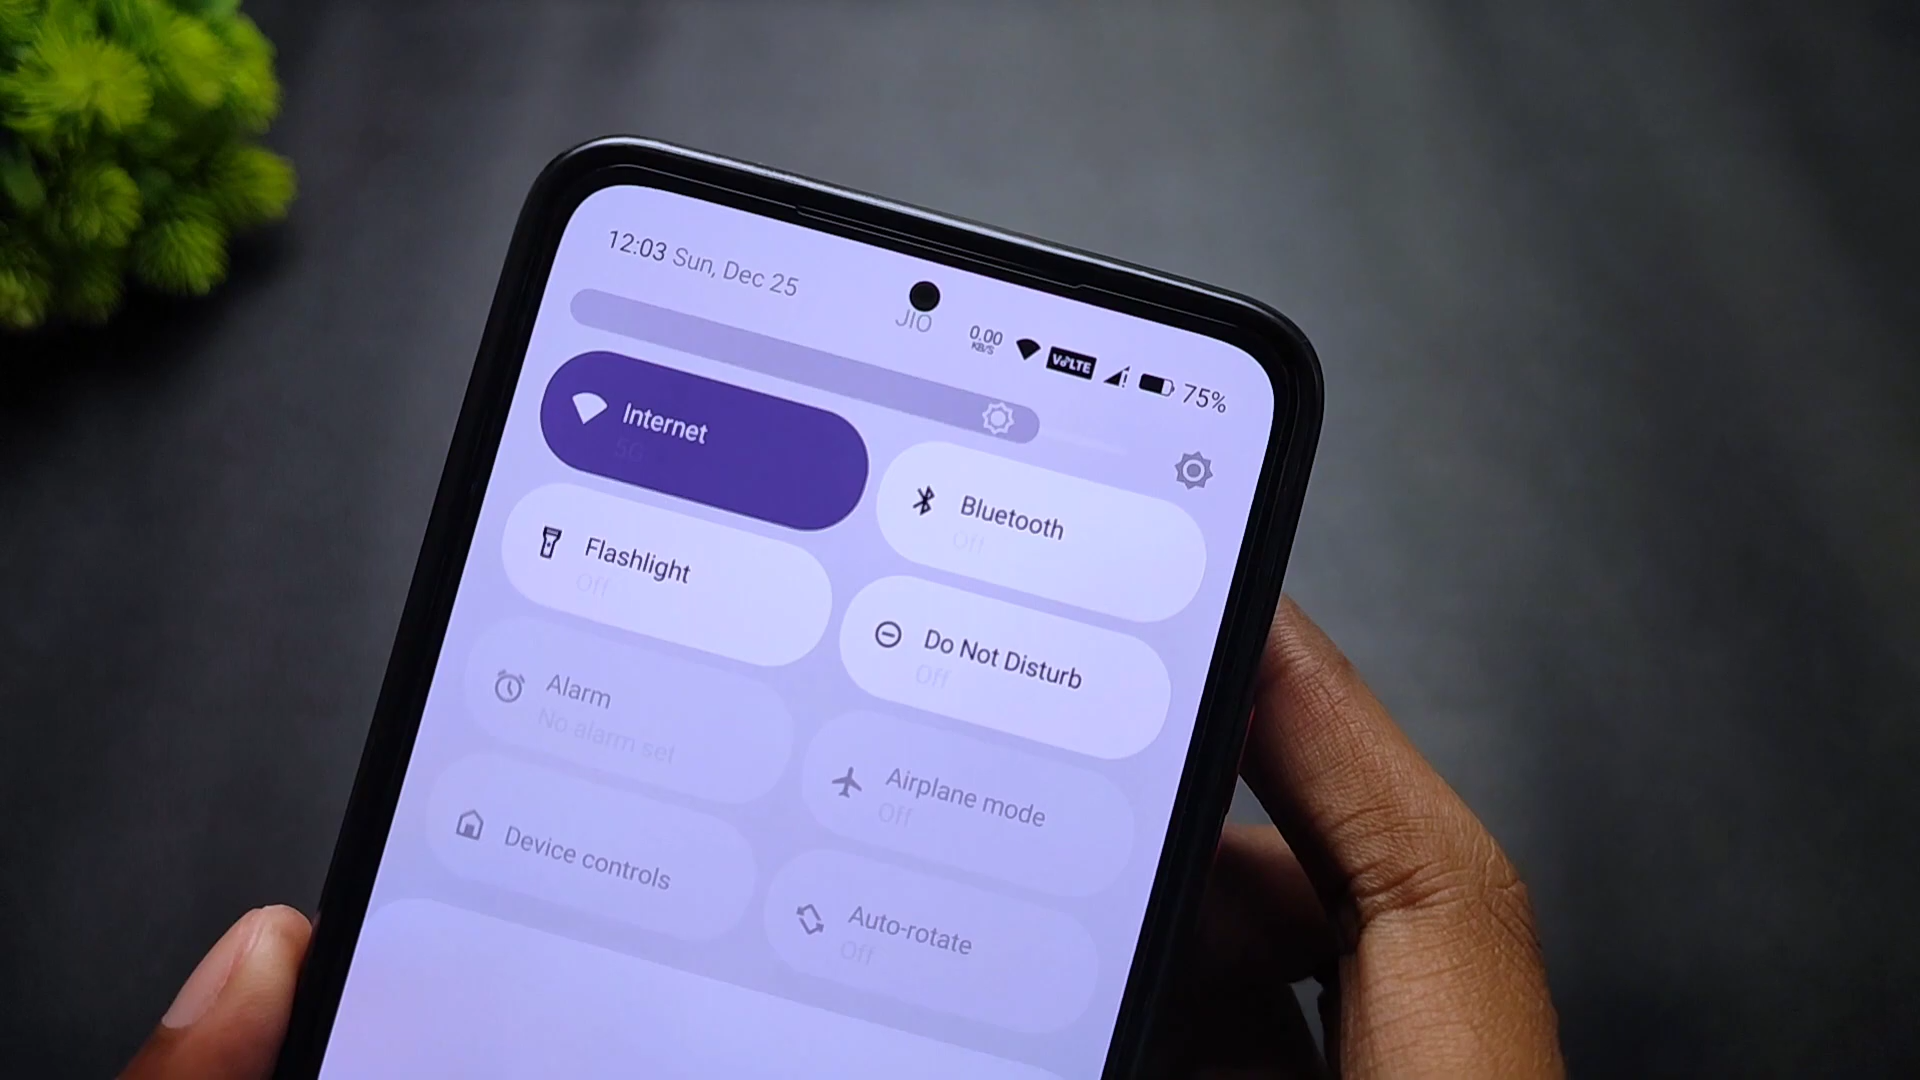 12:03 Sun, Dec 25
JIO 0.00 KB/S VoLTE 75%
Internet
5G
Bluetooth
Off
Flashlight
Off
Do Not Disturb
Off
Alarm
No alarm set
Airplane mode
Off
Device controls
Auto-rotate
Off